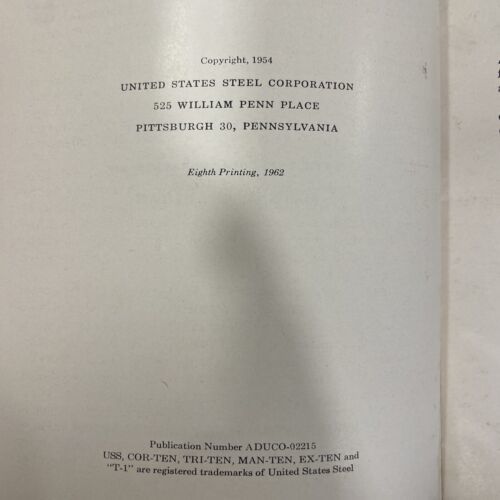 Copyright, 1954
UNITED STATES STEEL CORPORATION
525 WILLIAM PENN PLACE
PITTSBURGH 30, PENNSYLVANIA
Eighth Printing, 1962
Publication Number ADUCO-02215
USS, COR-TEN, TRI-TEN, MAN-TEN, EX-TEN and
"T-1" are registered trademarks of United States Steel